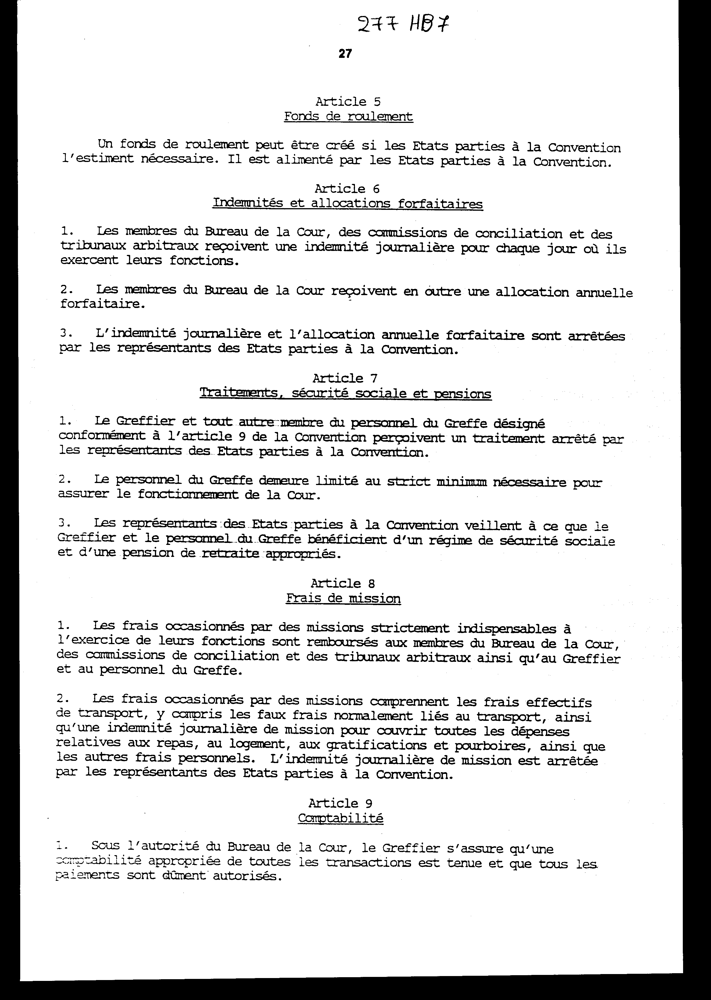 277 HB7
27
Article 5
Fonds de roulement
Un fonds de roulement peut être créé si les Etats parties à la Convention
l'estiment nécessaire. Il est alimenté par les Etats parties à la Convention.
Article 6
Indemnités et allocations forfaitaires
1. Les membres du Bureau de la Cour, des commissions de conciliation et des
tribunaux arbitraux reçoivent une indemnité journalière pour chaque jour où ils
exercent leurs fonctions.
2. Les membres du Bureau de la Cour reçoivent en outre une allocation annuelle
forfaitaire.
3. L'indemnité journalière et l'allocation annuelle forfaitaire sont arrêtées
par les représentants des Etats parties à la Convention.
Article 7
Traitements, sécurité sociale et pensions
1. Le Greffier et tout autre membre du personnel du Greffe désigné
conformément à l'article 9 de la Convention perçoivent un traitement arrêté par
les représentants des Etats parties à la Convention.
2. Le personnel du Greffe demeure limité au strict minimum nécessaire pour
assurer le fonctionnement de la Cour.
3. Les représentants des Etats parties à la Convention veillent à ce que le
Greffier et le personnel du Greffe bénéficient d'un régime de sécurité sociale
et d'une pension de retraite appropriés.
Article 8
Frais de mission
1. Les frais occasionnés par des missions strictement indispensables à
l'exercice de leurs fonctions sont remboursés aux membres du Bureau de la Cour,
des commissions de conciliation et des tribunaux arbitraux ainsi qu'au Greffier
et au personnel du Greffe.
2. Les frais occasionnés par des missions comprennent les frais effectifs
de transport, y compris les faux frais normalement liés au transport, ainsi
qu'une indemnité journalière de mission pour couvrir toutes les dépenses
relatives aux repas, au logement, aux gratifications et pourboires, ainsi que
les autres frais personnels. L'indemnité journalière de mission est arrêtée
par les représentants des Etats parties à la Convention.
Article 9
Comptabilité
1. Sous l'autorité du Bureau de la Cour, le Greffier s'assure qu'une
comptabilité appropriée de toutes les transactions est tenue et que tous les
paiements sont dûment autorisés.